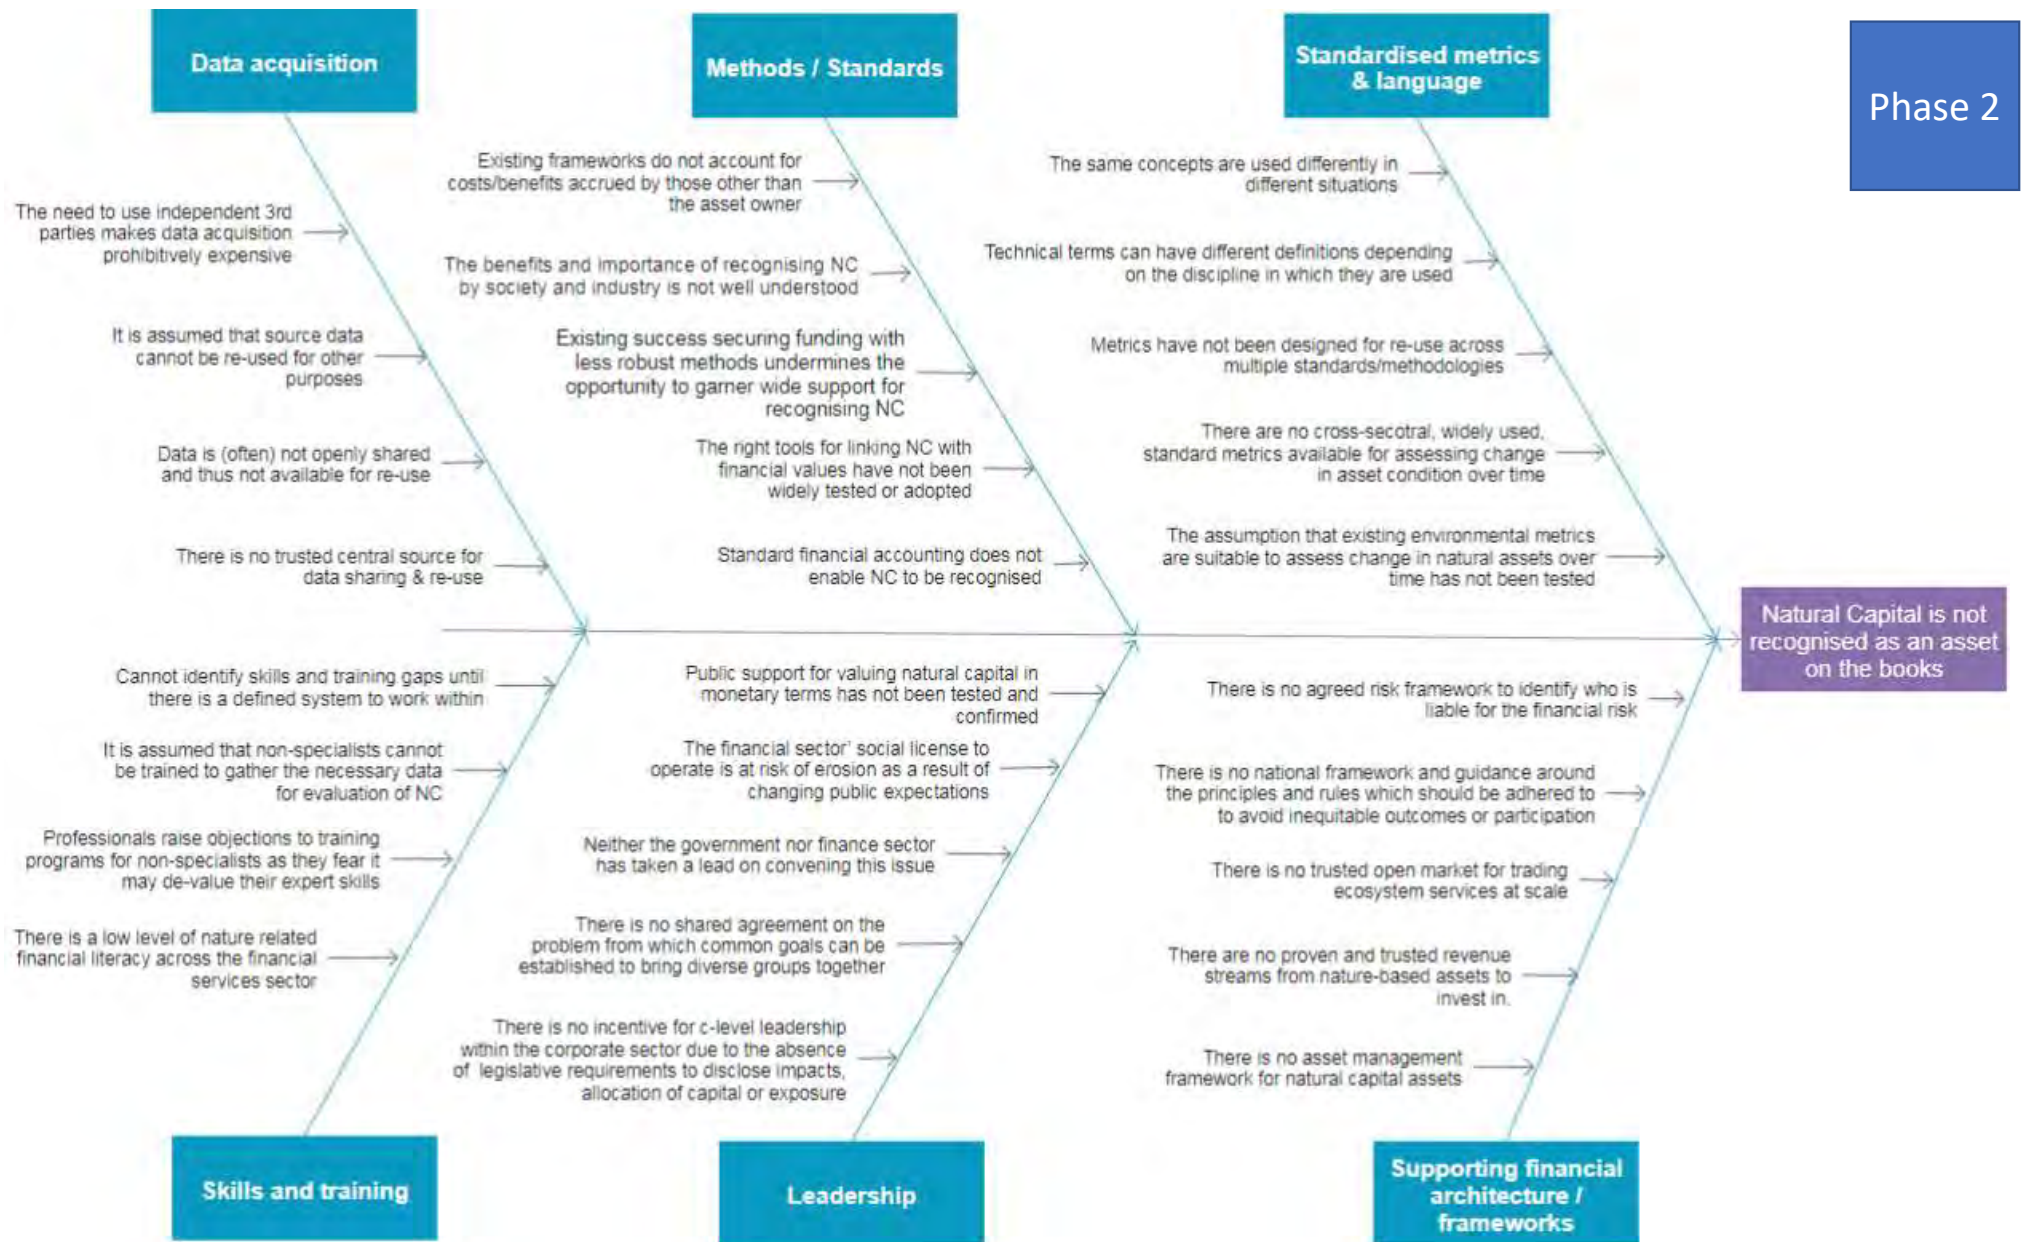 Data acquisition
Methods / Standards
Standardised metrics
& language
Phase 2
The need to use independent 3rd
parties makes data acquisition
prohibitively expensive
It is assumed that source data
cannot be re-used for other
purposes
Data is (often) not openly shared
and thus not available for re-use
There is no trusted central source for
data sharing & re-use
Existing frameworks do not account for
costs/benefits accrued by those other than
the asset owner
The benefits and importance of recognising NC
by society and industry is not well understood
Existing success securing funding with
less robust methods undermines the
opportunity to garner wide support for
recognising NC
The right tools for linking NC with
financial values have not been
widely tested or adopted
Standard financial accounting does not
enable NC to be recognised
The same concepts are used differently in
different situations
Technical terms can have different definitions depending
on the discipline in which they are used
Metrics have not been designed for re-use across
multiple standards/methodologies
There are no cross-secotral, widely used,
standard metrics available for assessing change
in asset condition over time
The assumption that existing environmental metrics
are suitable to assess change in natural assets over
time has not been tested
Natural Capital is not
recognised as an asset
on the books
Cannot identify skills and training gaps until
there is a defined system to work within
It is assumed that non-specialists cannot
be trained to gather the necessary data
for evaluation of NC
Professionals raise objections to training
programs for non-specialists as they fear it
may de-value their expert skills
There is a low level of nature related
financial literacy across the financial
services sector
Public support for valuing natural capital in
monetary terms has not been tested and
confirmed
The financial sector' social license to
operate is at risk of erosion as a result of
changing public expectations
Neither the government nor finance sector
has taken a lead on convening this issue
There is no shared agreement on the
problem from which common goals can be
established to bring diverse groups together
There is no incentive for c-level leadership
within the corporate sector due to the absence
of legislative requirements to disclose impacts,
allocation of capital or exposure
There is no agreed risk framework to identify who is
liable for the financial risk
There is no national framework and guidance around
the principles and rules which should be adhered to
to avoid inequitable outcomes or participation
There is no trusted open market for trading
ecosystem services at scale
There are no proven and trusted revenue
streams from nature-based assets to
invest in.
There is no asset management
framework for natural capital assets
Skills and training
Leadership
Supporting financial
architecture /
frameworks